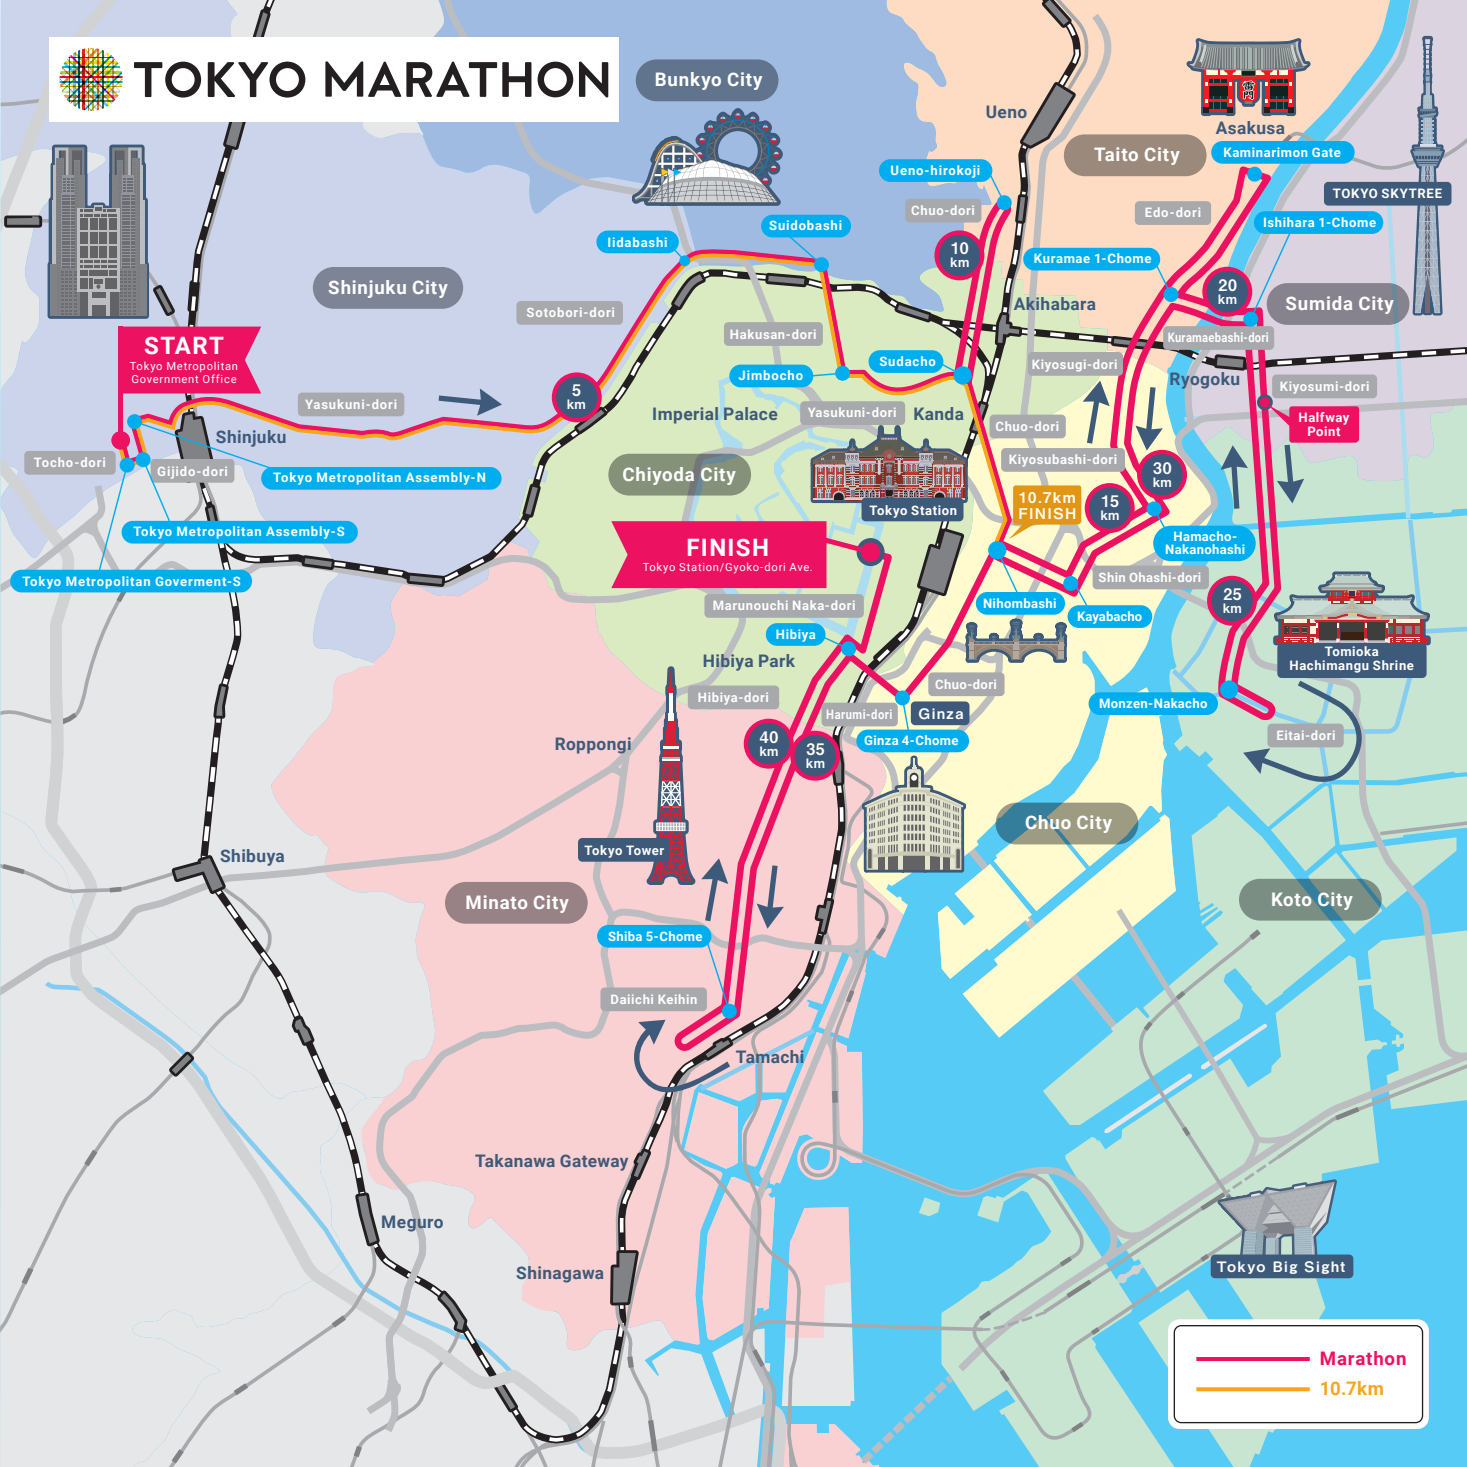 TOKYO MARATHON
Bunkyo City
Ueno
Taito City
Asakusa
Kaminarimon Gate
TOKYO SKYTREE
Ueno-hirokoji
Chuo-dori
Edo-dori
Ishihara 1-Chome
Suidobashi
Iidabashi
10
km
Kuramae 1-Chome
20
km
Sumida City
Shinjuku City
Sotobori-dori
Akihabara
Hakusan-dori
Kuramaebashi-dori
START
Tokyo Metropolitan
Government Office
Sudacho
Kiyosugi-dori
Jimbocho
Ryogoku
Kiyosumi-dori
5
km
Yasukuni-dori
Imperial Palace
Yasukuni-dori
Kanda
Chuo-dori
Halfway
Point
Shinjuku
Tocho-dori
Gijido-dori
Tokyo Metropolitan Assembly-N
Chiyoda City
Kiyosubashi-dori
30
km
10.7km
FINISH
15
km
Tokyo Station
Tokyo Metropolitan Assembly-S
Hamacho-
Nakanohashi
FINISH
Tokyo Station/Gyoko-dori Ave.
Tokyo Metropolitan Goverment-S
Shin Ohashi-dori
Marunouchi Naka-dori
Nihombashi
Kayabacho
25
km
Hibiya
Tomioka
Hachimangu Shrine
Hibiya Park
Hibiya-dori
Chuo-dori
Harumi-dori
Ginza
Monzen-Nakacho
Eitai-dori
Roppongi
40
km
35
km
Ginza 4-Chome
Tokyo Tower
Chuo City
Shibuya
Minato City
Koto City
Shiba 5-Chome
Daiichi Keihin
Tamachi
Takanawa Gateway
Meguro
Shinagawa
Tokyo Big Sight
Marathon
10.7km